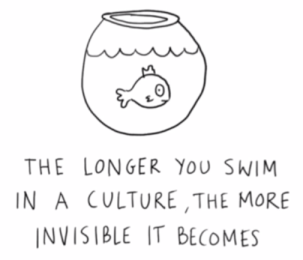 THE LONGER YOU SWIM
IN A CULTURE, THE MORE
INVISIBLE IT BECOMES